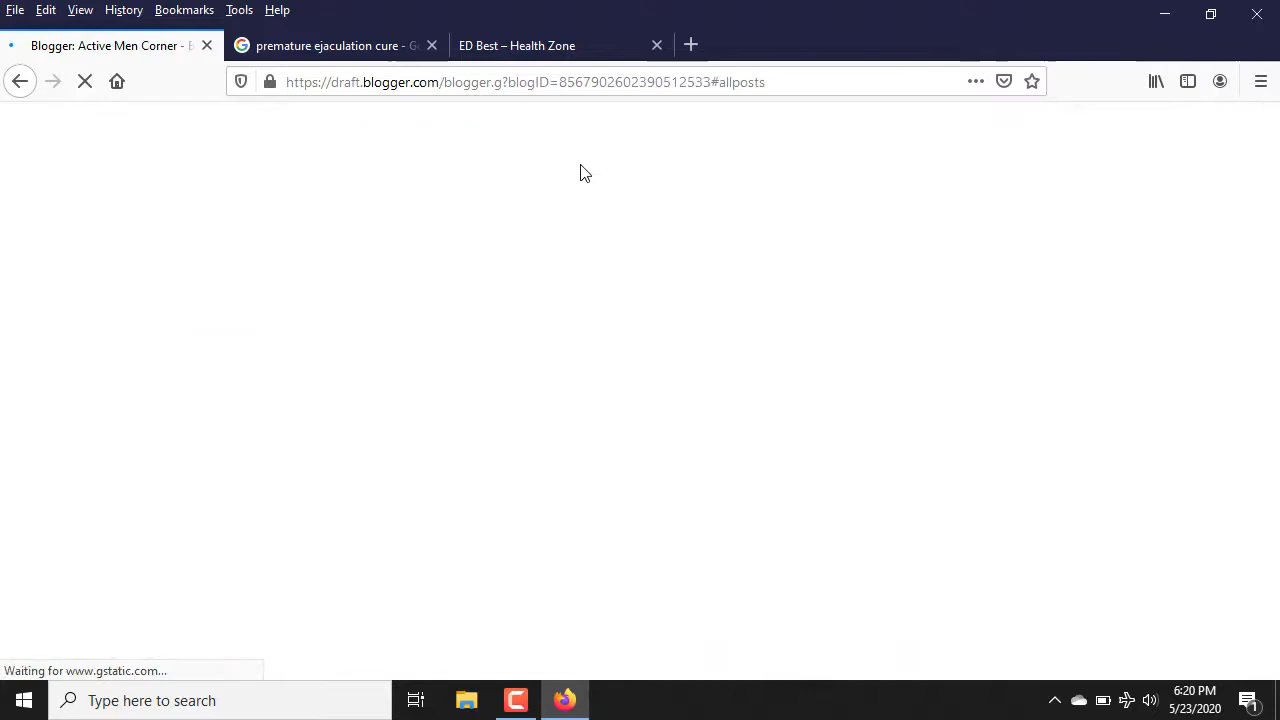 File Edit View History Bookmarks Tools Help
Blogger: Active Men Corner - premature ejaculation cure - ED Best – Health Zone
https://draft.blogger.com/blogger.g?blogID=8567902602390512533#allposts
Waiting for www.gstatic.com...
Type here to search
6:20 PM
5/23/2020
1